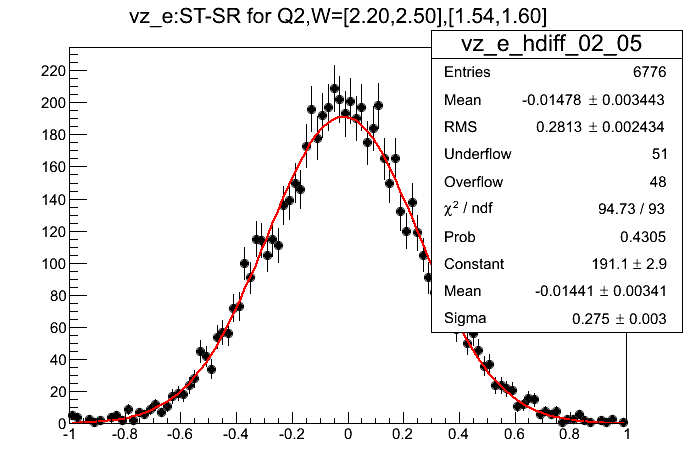 vz_e:ST-SR for Q2,W=[2.20,2.50],[1.54,1.60]
vz_e_hdiff_02_05
Entries 6776
Mean -0.01478 ± 0.003443
RMS 0.2813 ± 0.002434
Underflow 51
Overflow 48
χ² / ndf 94.73 / 93
Prob 0.4305
Constant 191.1 ± 2.9
Mean -0.01441 ± 0.00341
Sigma 0.275 ± 0.003
220
200
180
160
140
120
100
80
60
40
20
0
-1 -0.8 -0.6 -0.4 -0.2 0 0.2 0.4 0.6 0.8 1